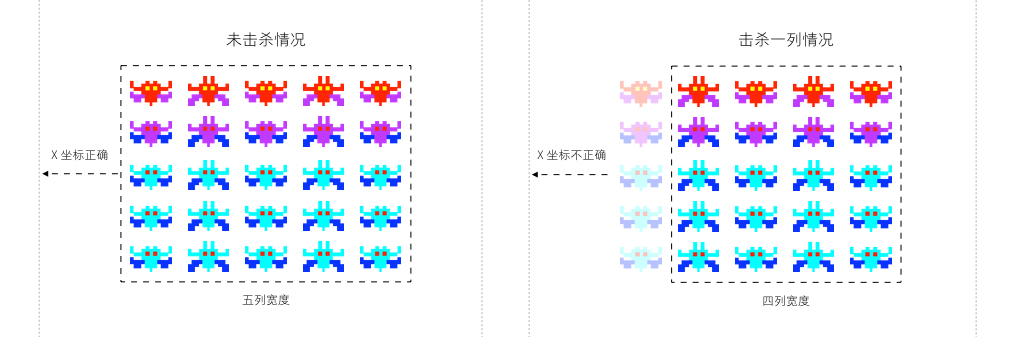 未击杀情况
击杀一列情况
X 坐标正确
X 坐标不正确
五列宽度
四列宽度